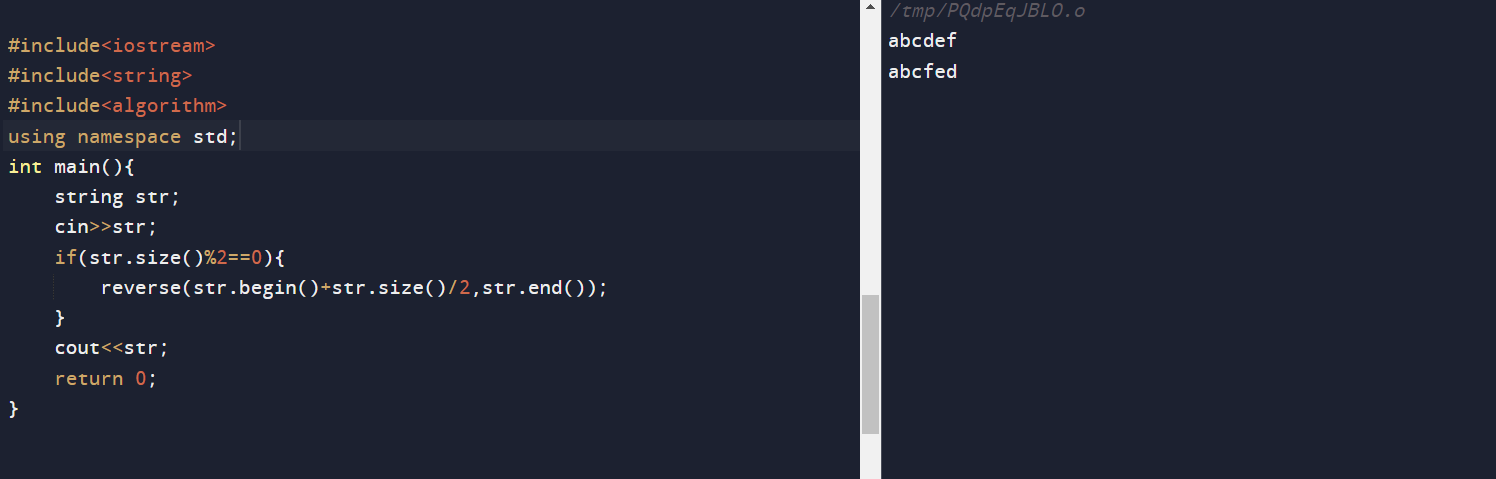 #include<iostream>
#include<string>
#include<algorithm>
using namespace std;
int main(){
    string str;
    cin>>str;
    if(str.size()%2==0){
        reverse(str.begin()+str.size()/2,str.end());
    }
    cout<<str;
    return 0;
}
/tmp/PQdpEqJBLO.o
abcdef
abcfed